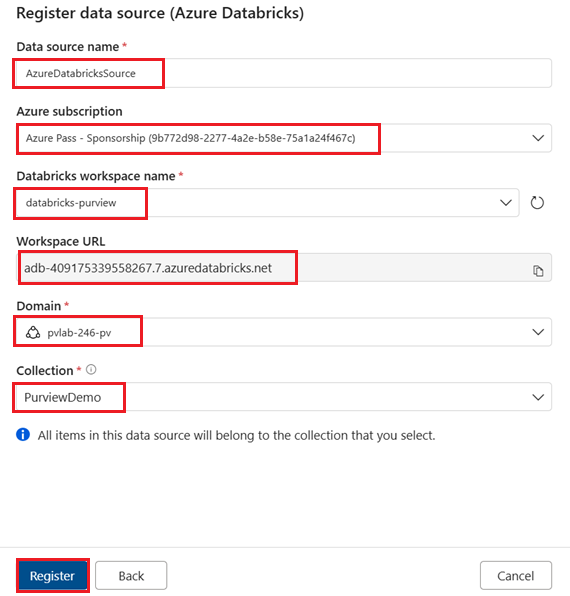 Register data source (Azure Databricks)
Data source name *
AzureDatabricksSource
Azure subscription
Azure Pass - Sponsorship (9b772d98-2277-4a2e-b58e-75a1a24f467c)
Databricks workspace name *
databricks-purview
Workspace URL
adb-409175339558267.7.azuredatabricks.net
Domain *
pvlab-246-pv
Collection *
PurviewDemo
All items in this data source will belong to the collection that you select.
Register Back Cancel